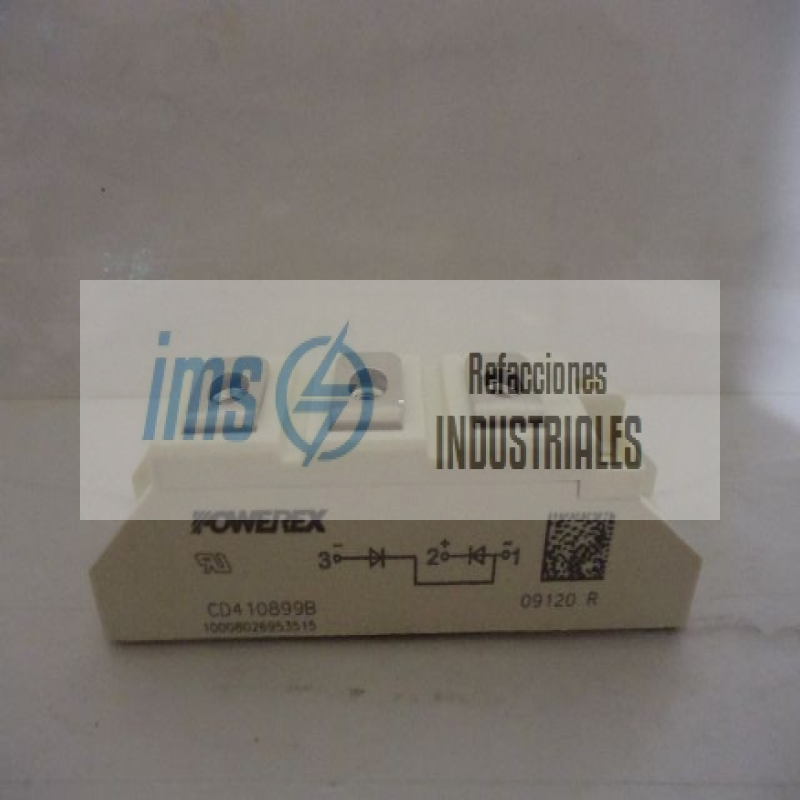 ims
Refacciones
INDUSTRIALES
POWEREX
3 - 2 + - 1
CD410899B
10008026953515
09120 R